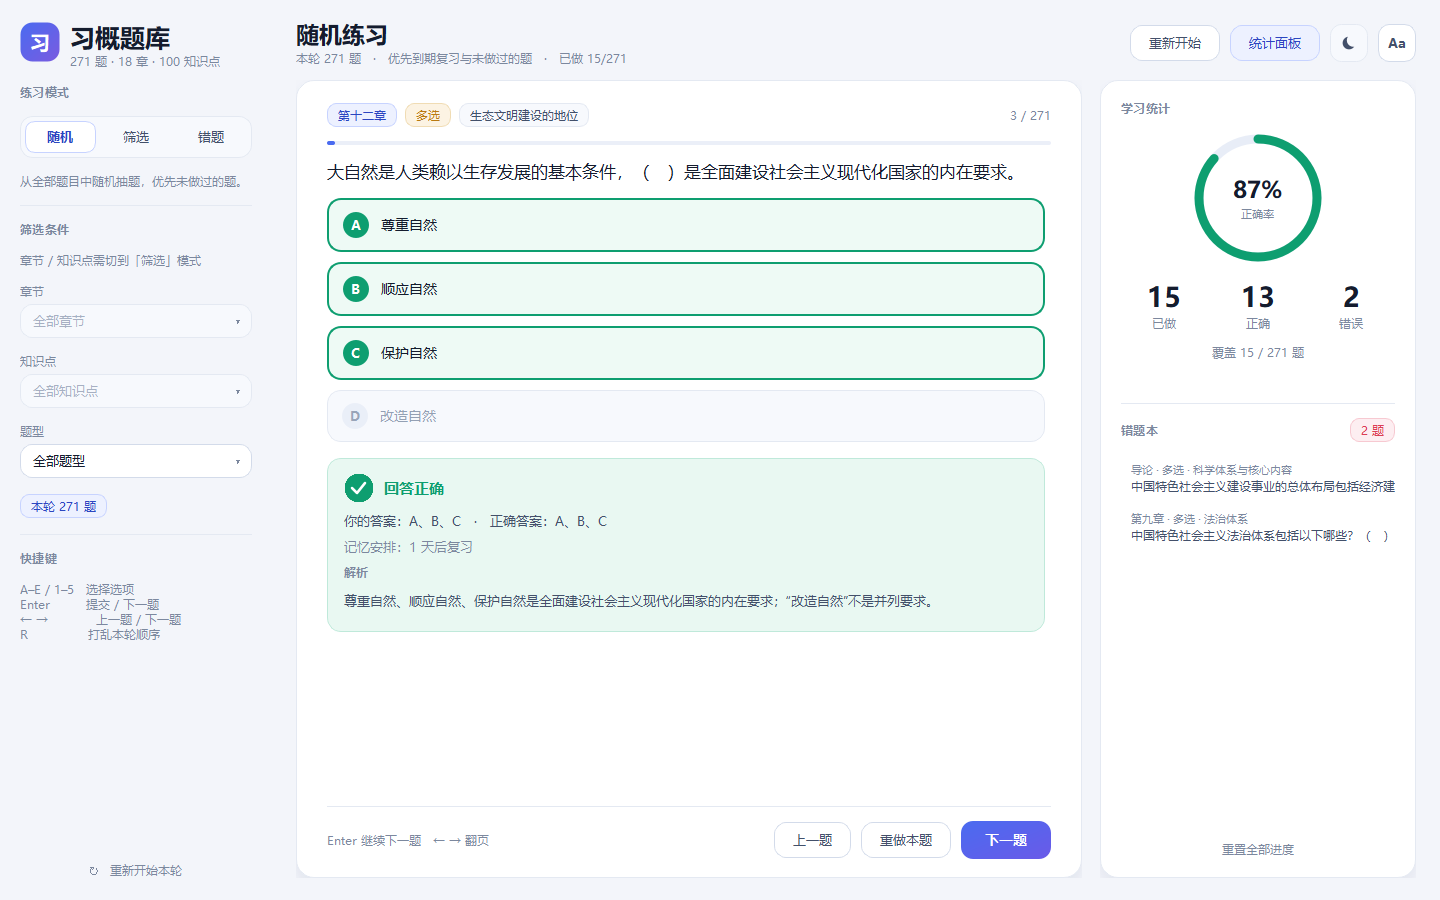 习
习概题库
271 题 · 18 章 · 100 知识点
练习模式
随机
筛选
错题
从全部题目中随机抽题，优先未做过的题。
筛选条件
章节 / 知识点需切到「筛选」模式
章节
全部章节
知识点
全部知识点
题型
全部题型
本轮 271 题
快捷键
A–E / 1–5 选择选项
Enter 提交 / 下一题
← → 上一题 / 下一题
R 打乱本轮顺序
↻ 重新开始本轮
随机练习
本轮 271 题 · 优先到期复习与未做过的题 · 已做 15/271
重新开始
统计面板
Aa
第十二章
多选
生态文明建设的地位
3 / 271
大自然是人类赖以生存发展的基本条件，（ ）是全面建设社会主义现代化国家的内在要求。
A 尊重自然
B 顺应自然
C 保护自然
D 改造自然
回答正确
你的答案：A、B、C · 正确答案：A、B、C
记忆安排：1 天后复习
解析
尊重自然、顺应自然、保护自然是全面建设社会主义现代化国家的内在要求；“改造自然”不是并列要求。
Enter 继续下一题 ← → 翻页
上一题
重做本题
下一题
学习统计
87%
正确率
15
已做
13
正确
2
错误
覆盖 15 / 271 题
错题本
2 题
导论 · 多选 · 科学体系与核心内容
中国特色社会主义建设事业的总体布局包括经济建
第九章 · 多选 · 法治体系
中国特色社会主义法治体系包括以下哪些？（ ）
重置全部进度